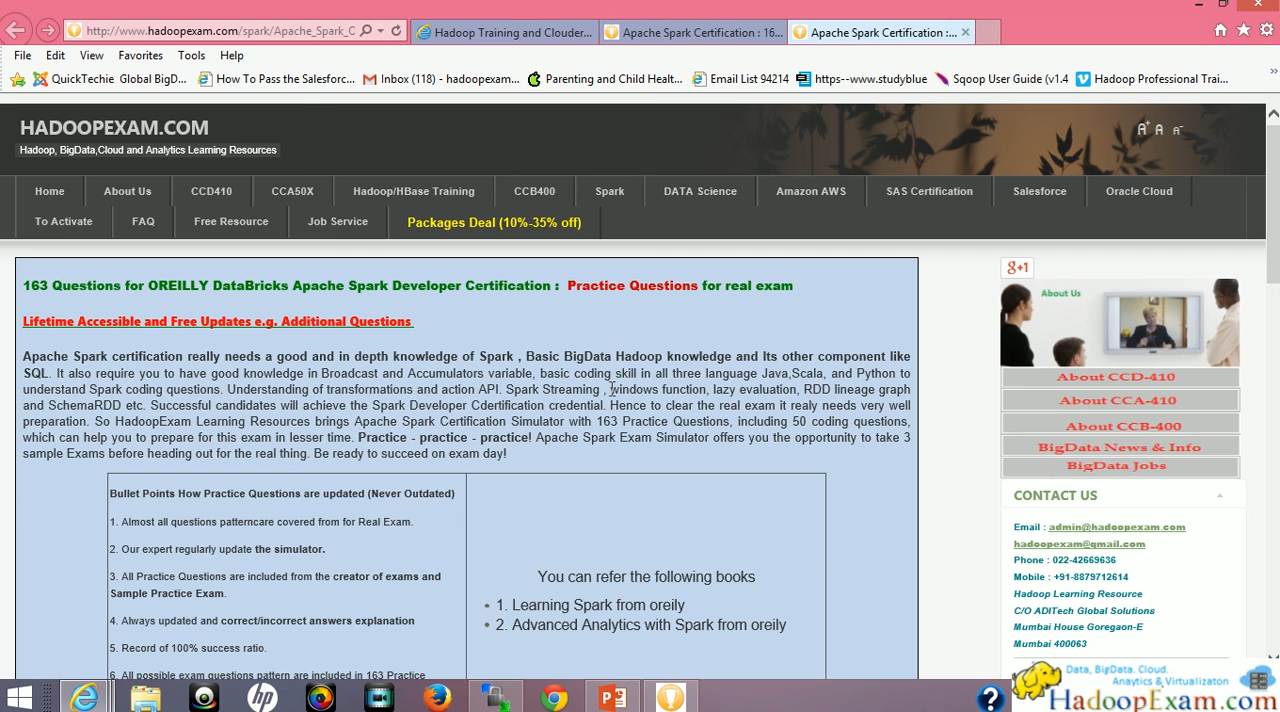 http://www.hadoopexam.com/spark/Apache_Spark_C
Hadoop Training and Clouder...
Apache Spark Certification : 16...
Apache Spark Certification :...
File Edit View Favorites Tools Help
QuickTechie Global BigD...
How To Pass the Salesforc...
Inbox (118) - hadoopexam...
Parenting and Child Healt...
Email List 94214
https--www.studyblue
Sqoop User Guide (v1.4
Hadoop Professional Trai...
HADOOPEXAM.COM
Hadoop, BigData,Cloud and Analytics Learning Resources
A+ A A-
Home About Us CCD410 CCA50X Hadoop/HBase Training CCB400 Spark DATA Science Amazon AWS SAS Certification Salesforce Oracle Cloud
To Activate FAQ Free Resource Job Service Packages Deal (10%-35% off)
163 Questions for OREILLY DataBricks Apache Spark Developer Certification : Practice Questions for real exam
Lifetime Accessible and Free Updates e.g. Additional Questions
Apache Spark certification really needs a good and in depth knowledge of Spark , Basic BigData Hadoop knowledge and Its other component like
SQL. It also require you to have good knowledge in Broadcast and Accumulators variable, basic coding skill in all three language Java,Scala, and Python to
understand Spark coding questions. Understanding of transformation and action API. Spark Streaming , windows function, lazy evaluation, RDD lineage graph
and SchemaRDD etc. Successful candidates will achieve the Spark Developer Cdertification credential. Hence to clear the real exam it realy needs very well
preparation. So HadoopExam Learning Resources brings Apache Spark Certification Simulator with 163 Practice Questions, including 50 coding questions,
which can help you to prepare for this exam in lesser time. Practice - practice - practice! Apache Spark Exam Simulator offers you the opportunity to take 3
sample Exams before heading out for the real thing. Be ready to succed on exam day!
Bullet Points How Practice Questions are updated (Never Outdated)
1. Almost all questions patterncare covered from for Real Exam.
2. Our expert regularly update the simulator.
3. All Practice Questions are included from the creator of exams and
Sample Practice Exam.
4. Always updated and correct/incorrect answers explanation
5. Record of 100% success ratio.
6. All possible exam questions pattern are included in 163 Practice
You can refer the following books
• 1. Learning Spark from oreily
• 2. Advanced Analytics with Spark from oreily
g+1
About Us
About CCD-410
About CCA-410
About CCB-400
BigData News & Info
BigData Jobs
CONTACT US
Email : admin@hadoopexam.com
hadoopexam@gmail.com
Phone : 022-42669636
Mobile : +91-8879712614
Hadoop Learning Resource
C/O ADITech Global Solutions
Mumbai House Goregaon-E
Mumbai 400063
Data, BigData. Cloud.
Anaytics & Virtualizaton
HadoopExam.Com